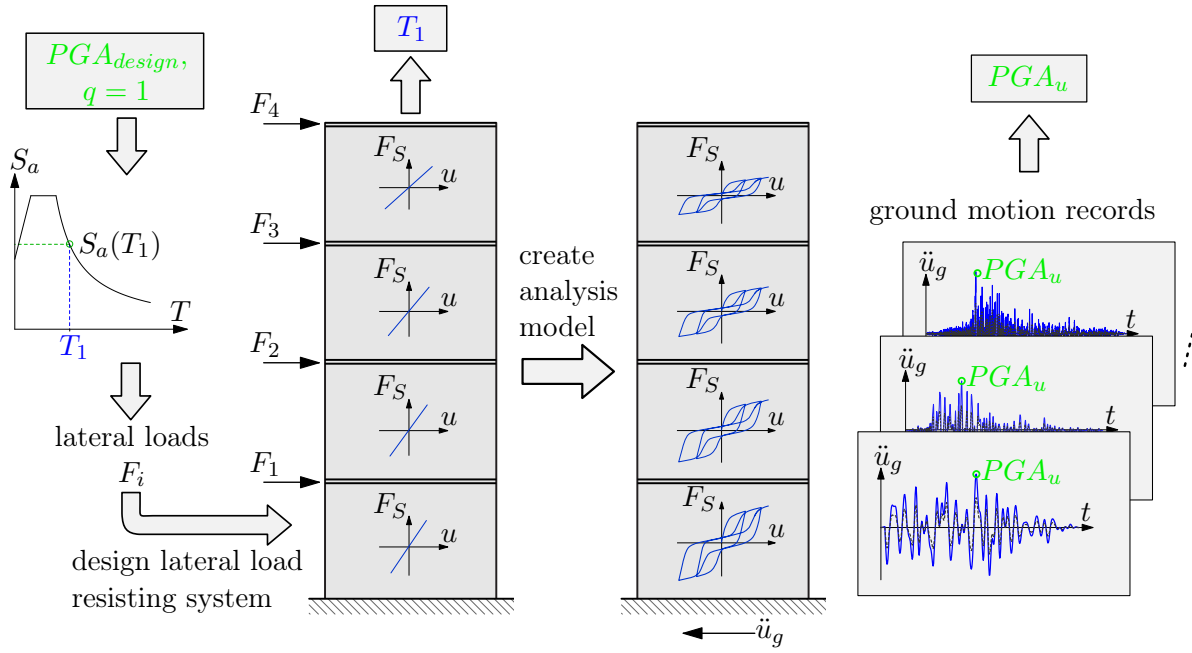 PGA_design,
q = 1
S_a
S_a(T_1)
T
T_1
lateral loads
F_i
design lateral load
resisting system
T_1
F_4
F_3
F_2
F_1
F_S
u
F_S
u
F_S
u
F_S
u
create
analysis
model
F_S
u
F_S
u
F_S
u
F_S
u
ü_g
PGA_u
ground motion records
ü_g
PGA_u
t
ü_g
PGA_u
t
ü_g
PGA_u
t